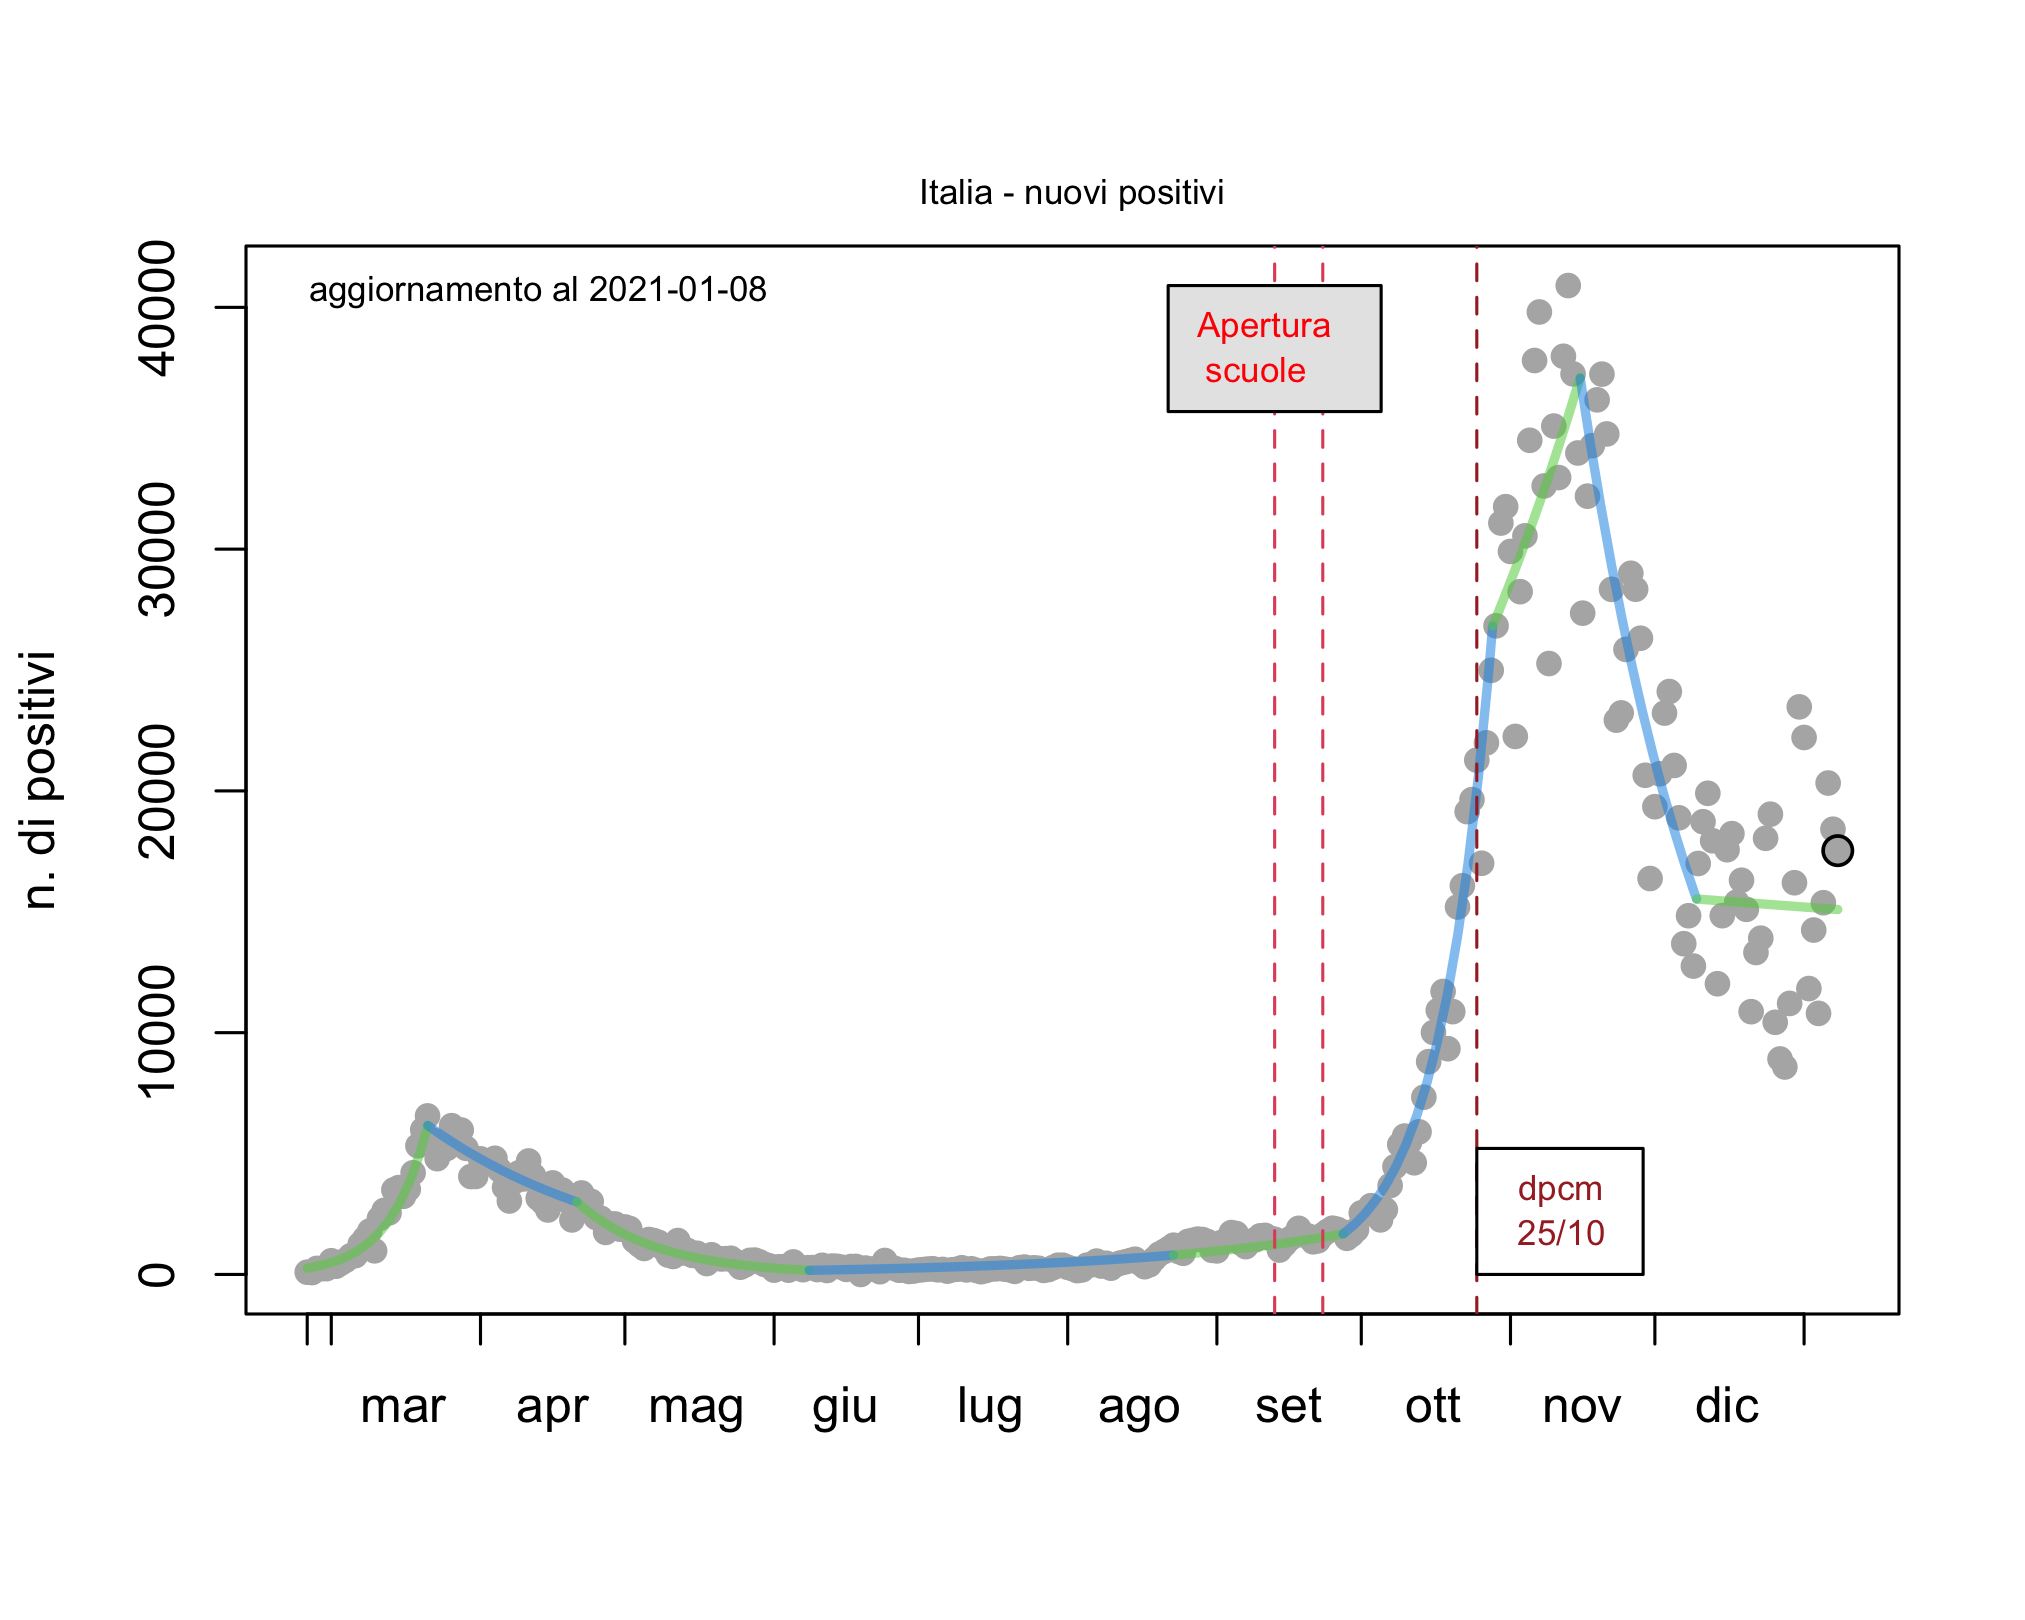 Italia - nuovi positivi
aggiornamento al 2021-01-08
Apertura
scuole
dpcm
25/10
n. di positivi
40000
30000
20000
10000
0
mar apr mag giu lug ago set ott nov dic